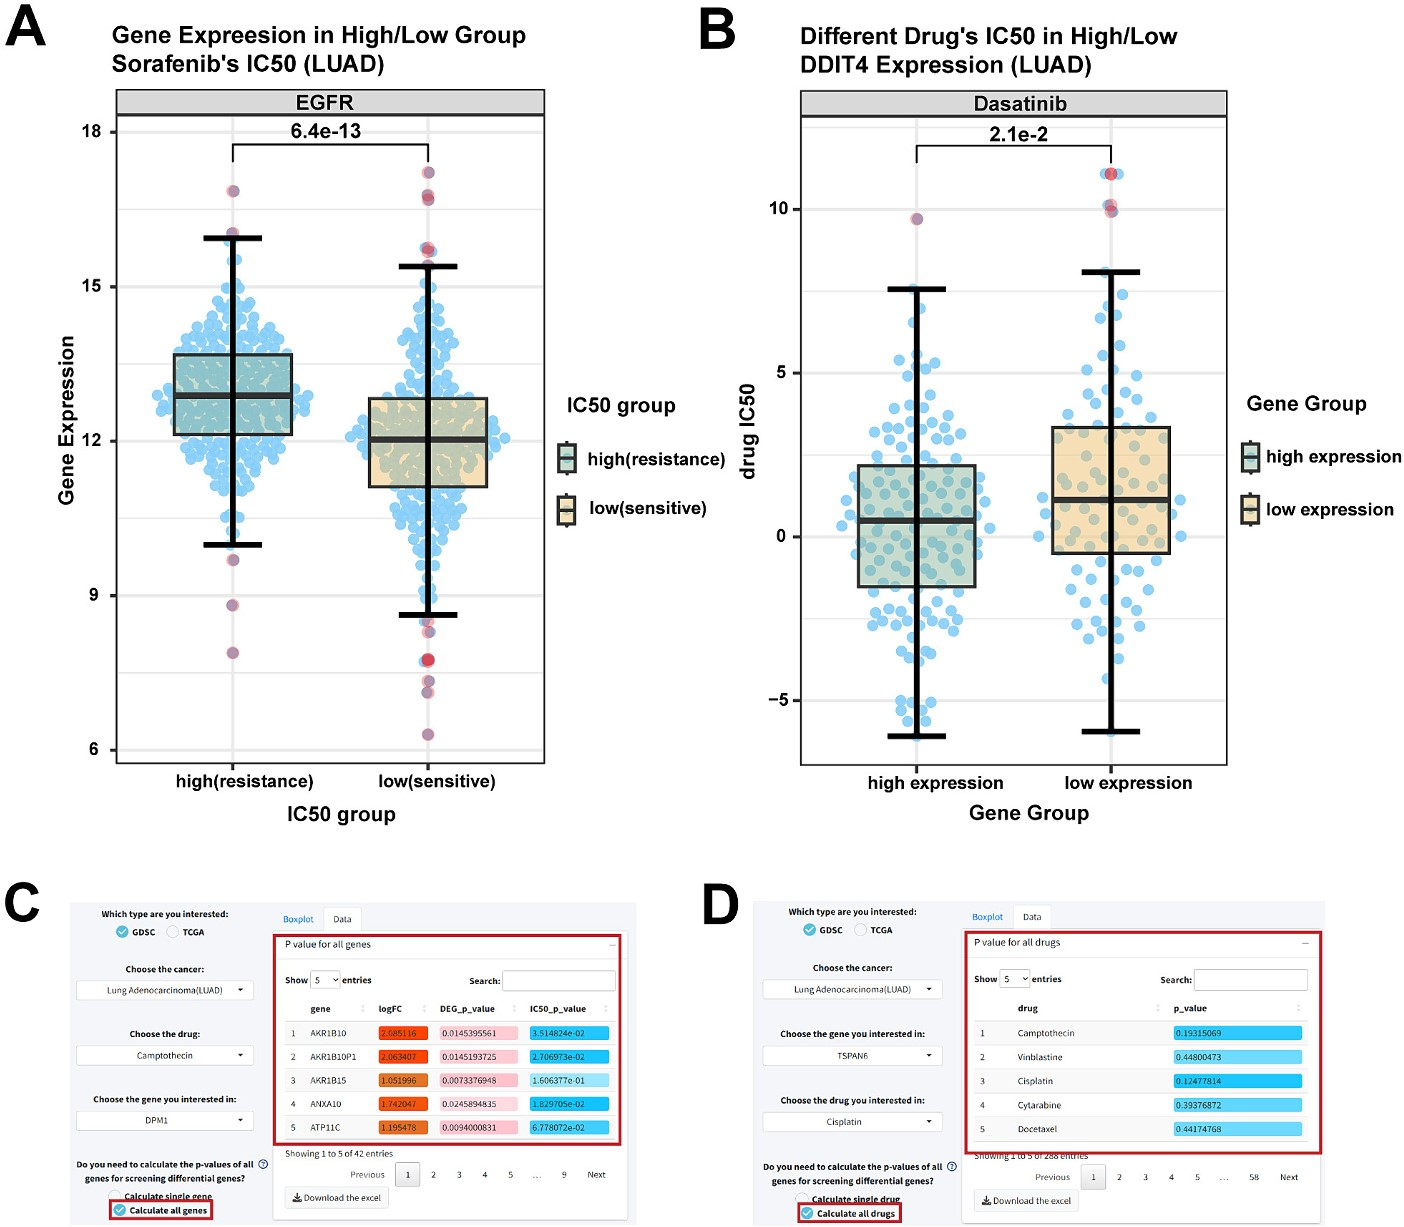 A
Gene Expreesion in High/Low Group
Sorafenib's IC50 (LUAD)
EGFR
6.4e-13
18
15
12
9
6
Gene Expression
high(resistance)
low(sensitive)
IC50 group
IC50 group
high(resistance)
low(sensitive)
B
Different Drug's IC50 in High/Low
DDIT4 Expression (LUAD)
Dasatinib
2.1e-2
10
5
0
−5
drug IC50
high expression
low expression
Gene Group
Gene Group
high expression
low expression
C
Which type are you interested:
GDSC TCGA
Choose the cancer:
Lung Adenocarcinoma(LUAD)
Choose the drug:
Camptothecin
Choose the gene you interested in:
DPM1
Do you need to calculate the p-values of all
genes for screening differential genes?
Calculate single gene
Calculate all genes
Boxplot Data
P value for all genes
Show 5 entries Search:
gene logFC DEG_p_value IC50_p_value
1 AKR1B10 2.085116 0.0145395561 3.514824e-02
2 AKR1B10P1 2.063407 0.0145193725 2.706973e-02
3 AKR1B15 1.051996 0.0073376948 1.606377e-01
4 ANXA10 1.742047 0.0245894835 1.829705e-02
5 ATP11C 1.195478 0.0094000831 6.778072e-02
Showing 1 to 5 of 42 entries
Previous 1 2 3 4 5 ... 9 Next
Download the excel
D
Which type are you interested:
GDSC TCGA
Choose the cancer:
Lung Adenocarcinoma(LUAD)
Choose the gene you interested in:
TSPAN6
Choose the drug you interested in:
Cisplatin
Do you need to calculate the p-values of all
genes for screening differential genes?
Calculate single drug
Calculate all drugs
Boxplot Data
P value for all drugs
Show 5 entries Search:
drug p_value
1 Camptothecin 0.19315069
2 Vinblastine 0.44800473
3 Cisplatin 0.12477814
4 Cytarabine 0.39376872
5 Docetaxel 0.44174768
Showing 1 to 5 of 288 entries
Previous 1 2 3 4 5 ... 58 Next
Download the excel